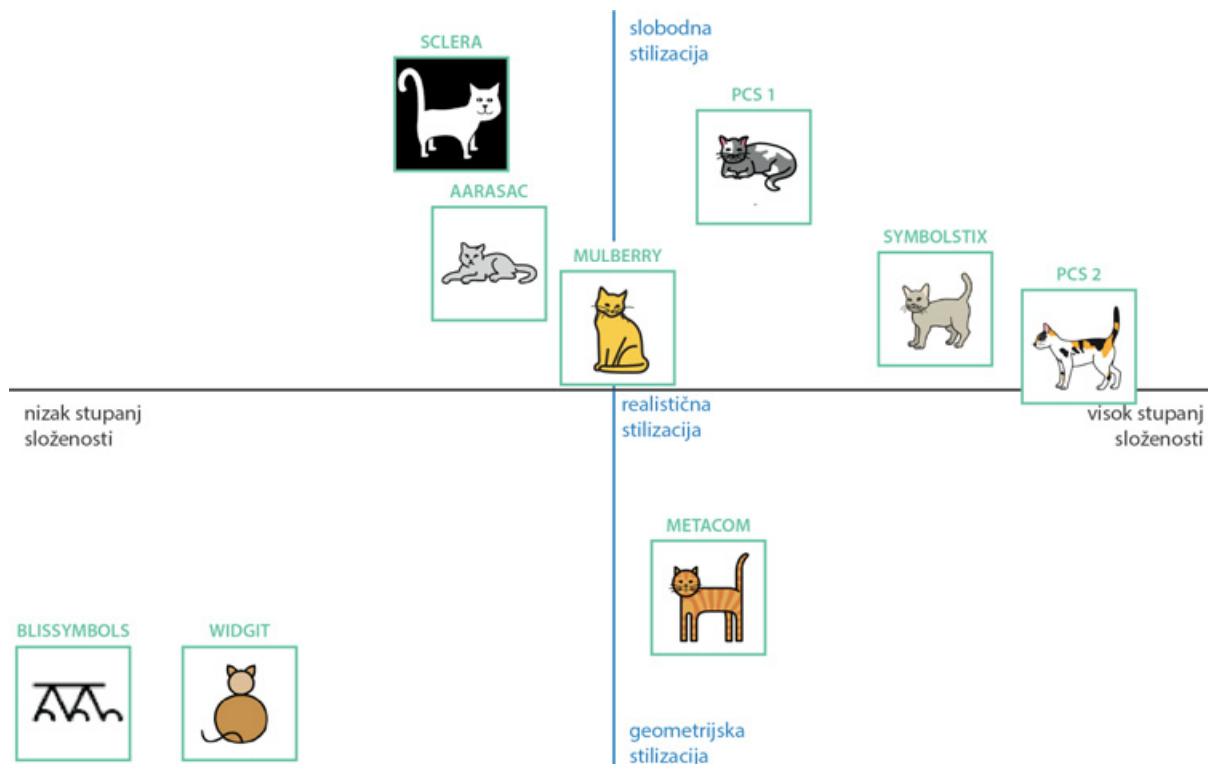 SCLERA
slobodna
stilizacija
PCS 1
AARASAC
MULBERRY
SYMBOLSTIX
PCS 2
nizak stupanj
složenosti
realistična
stilizacija
visok stupanj
složenosti
METACOM
BLISSYMBOLS
WIDGIT
geometrijska
stilizacija